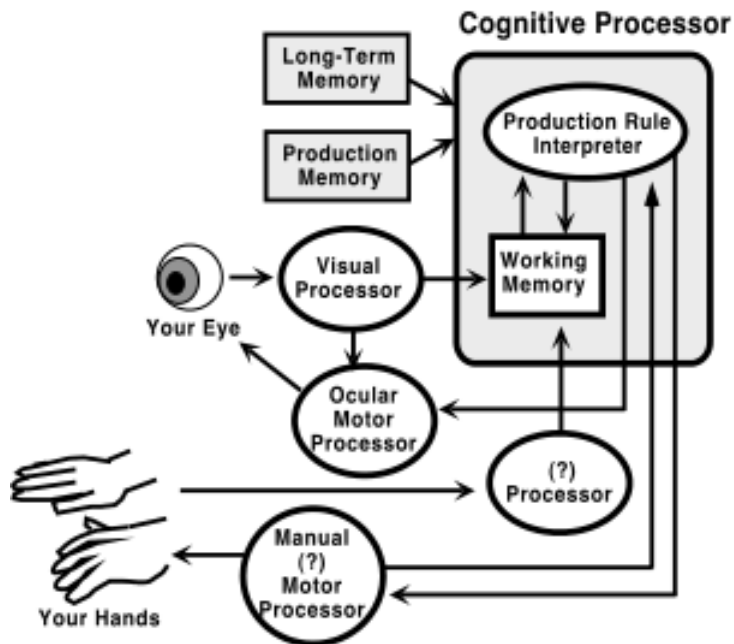 Cognitive Processor
Long-Term
Memory
Production Rule
Interpreter
Production
Memory
Visual
Processor
Working
Memory
Your Eye
Ocular
Motor
Processor
(?)
Processor
Manual
(?)
Motor
Processor
Your Hands